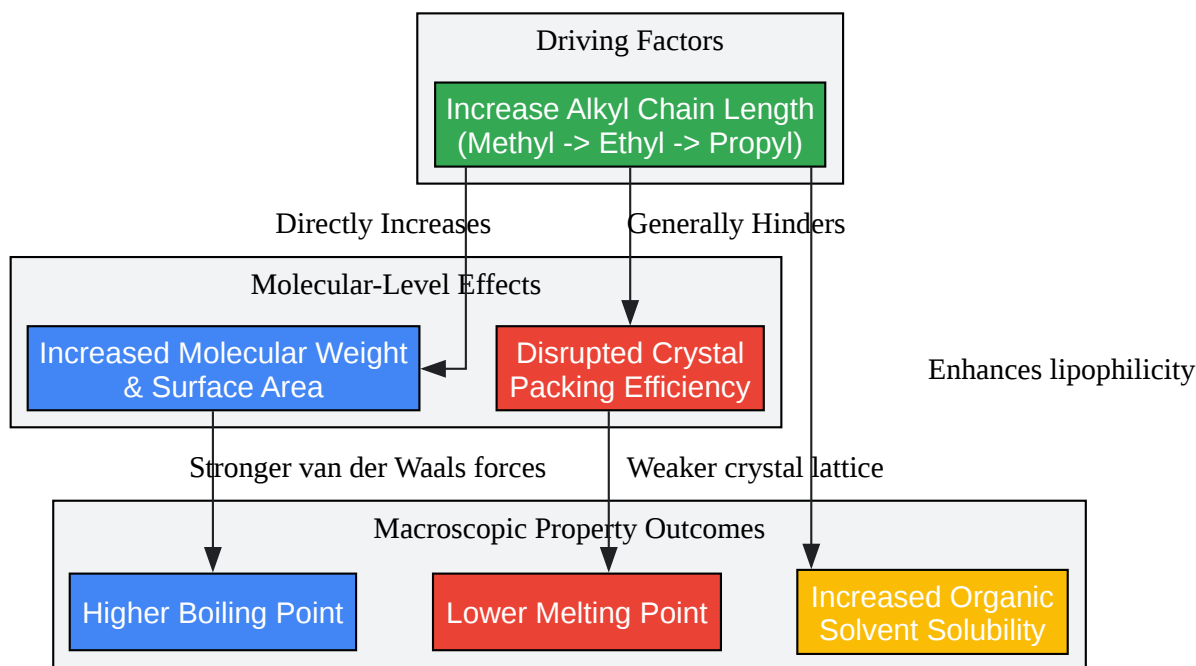 Driving Factors
Increase Alkyl Chain Length
(Methyl -> Ethyl -> Propyl)
Directly Increases
Generally Hinders
Molecular-Level Effects
Increased Molecular Weight
& Surface Area
Disrupted Crystal
Packing Efficiency
Enhances lipophilicity
Stronger van der Waals forces
Weaker crystal lattice
Macroscopic Property Outcomes
Higher Boiling Point
Lower Melting Point
Increased Organic
Solvent Solubility